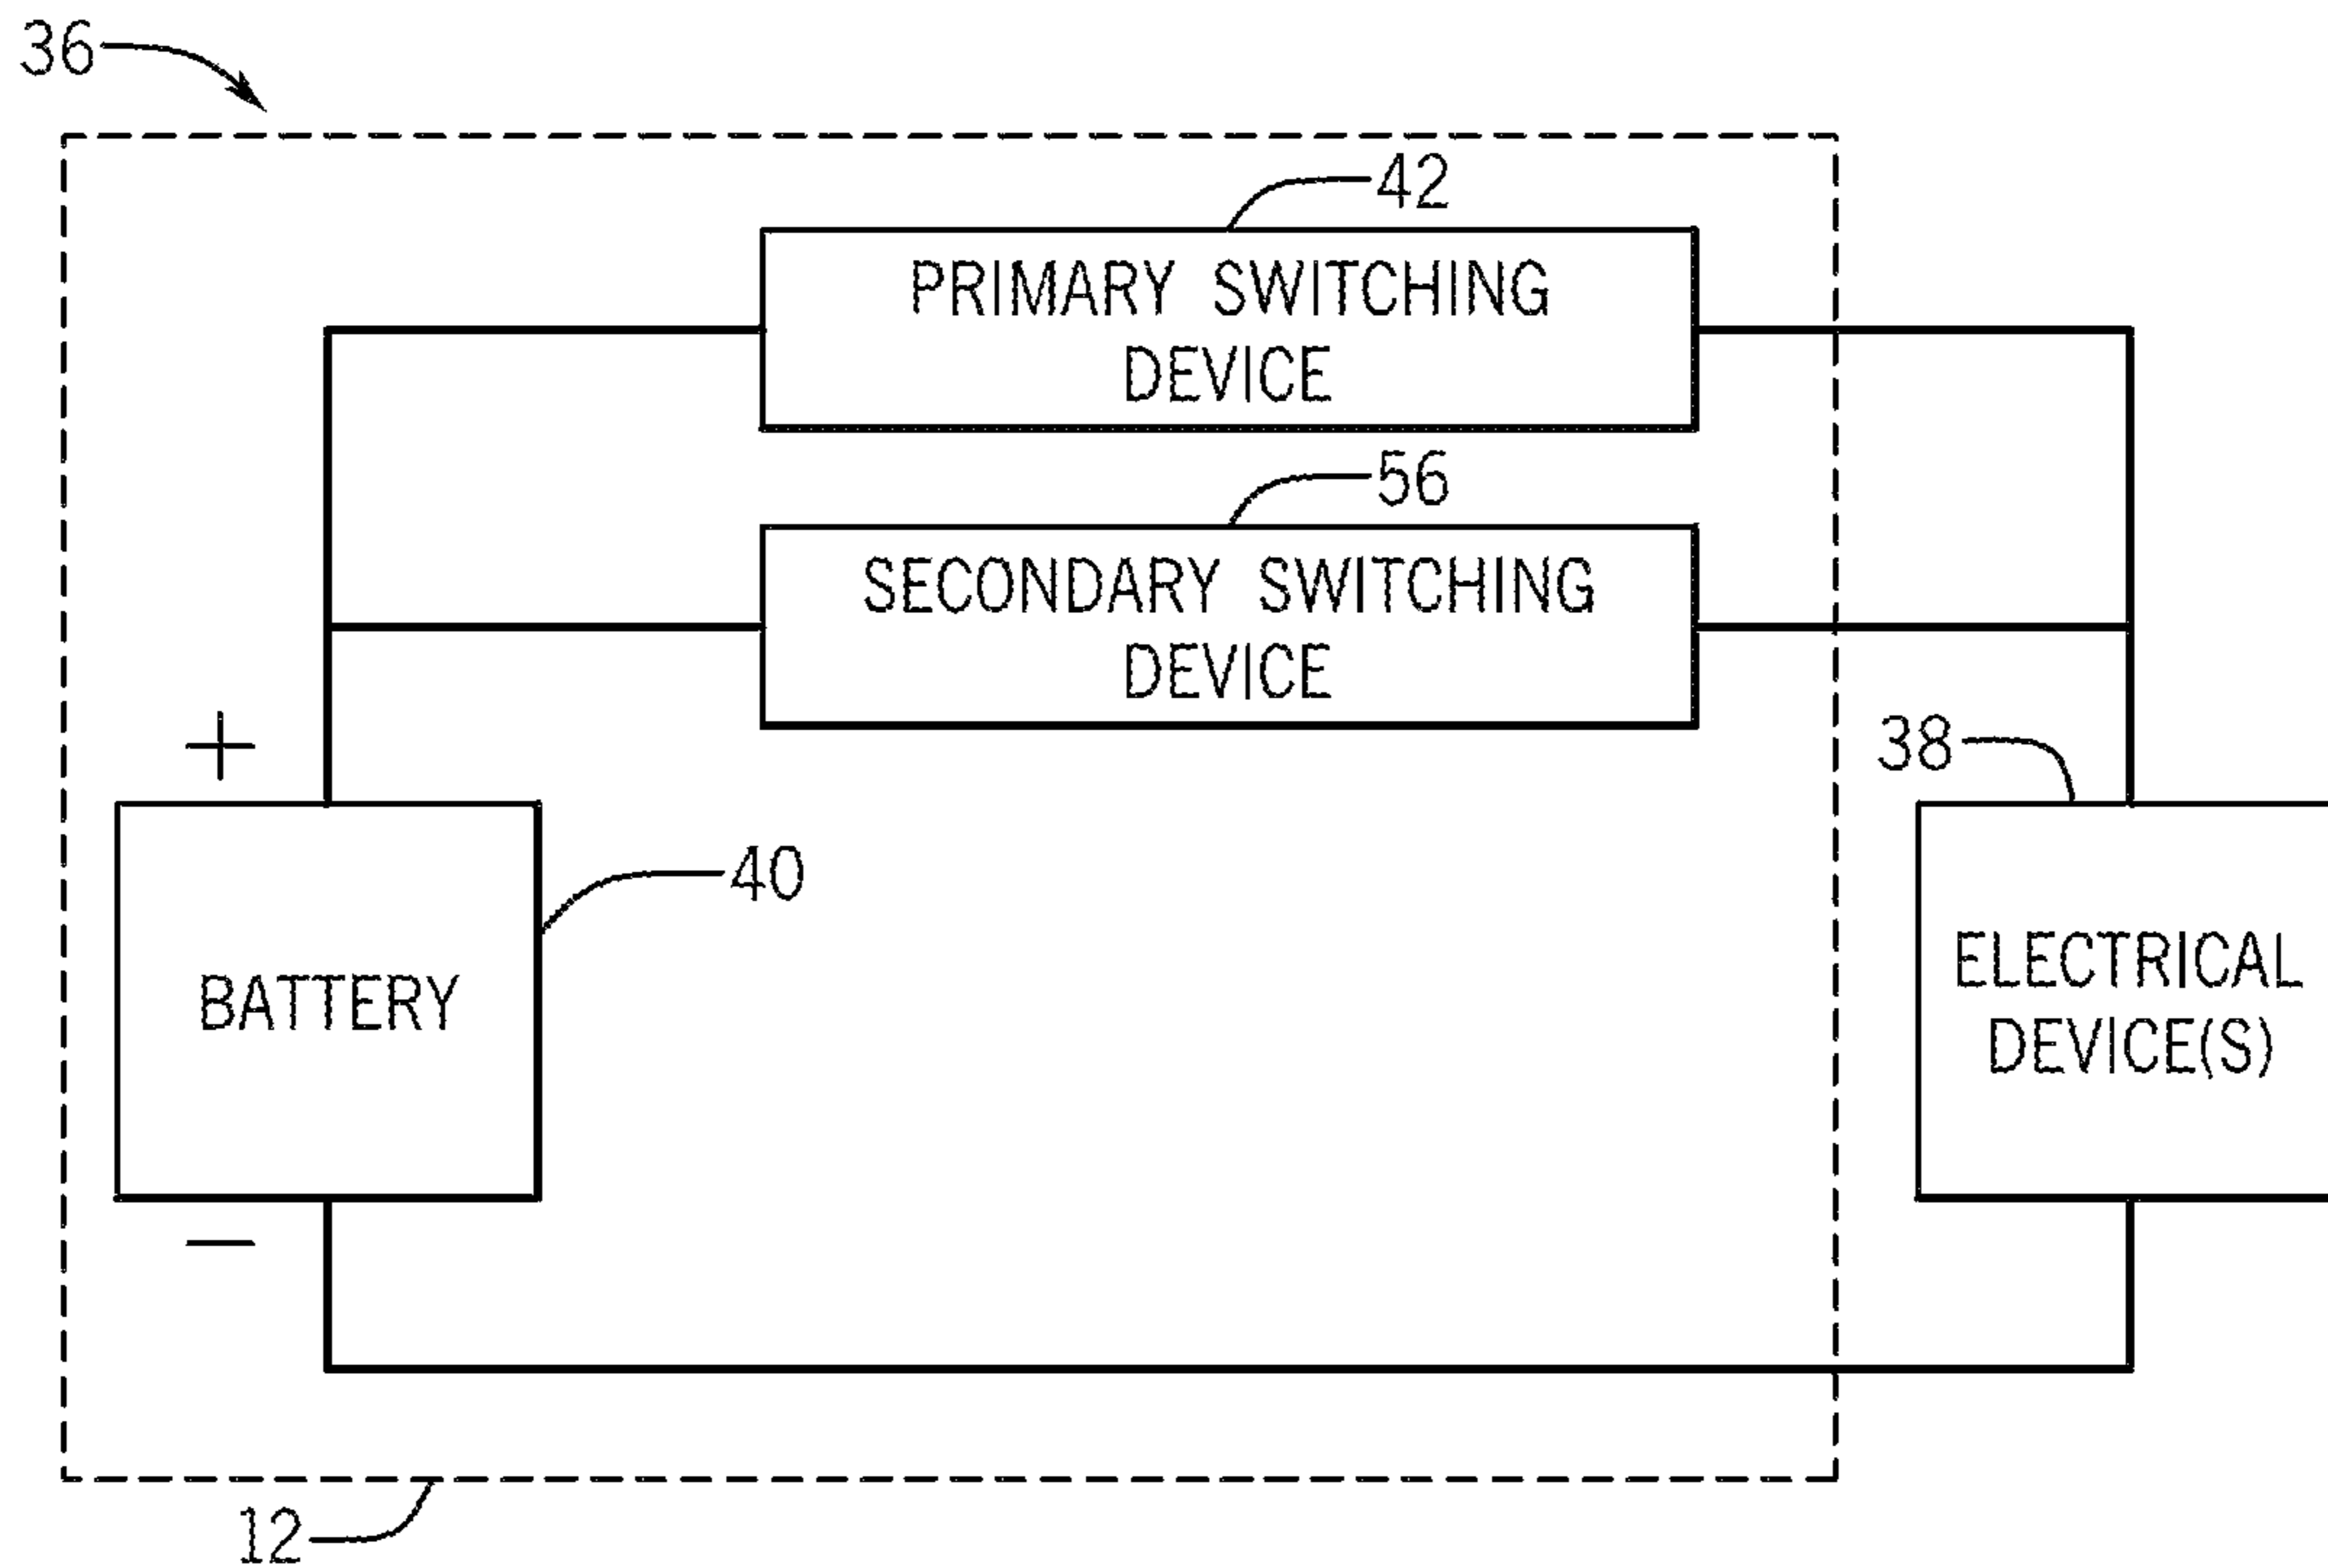 36
42
PRIMARY SWITCHING
DEVICE
56
SECONDARY SWITCHING
DEVICE
+
38
40
BATTERY
ELECTRICAL
DEVICE(S)
−
12